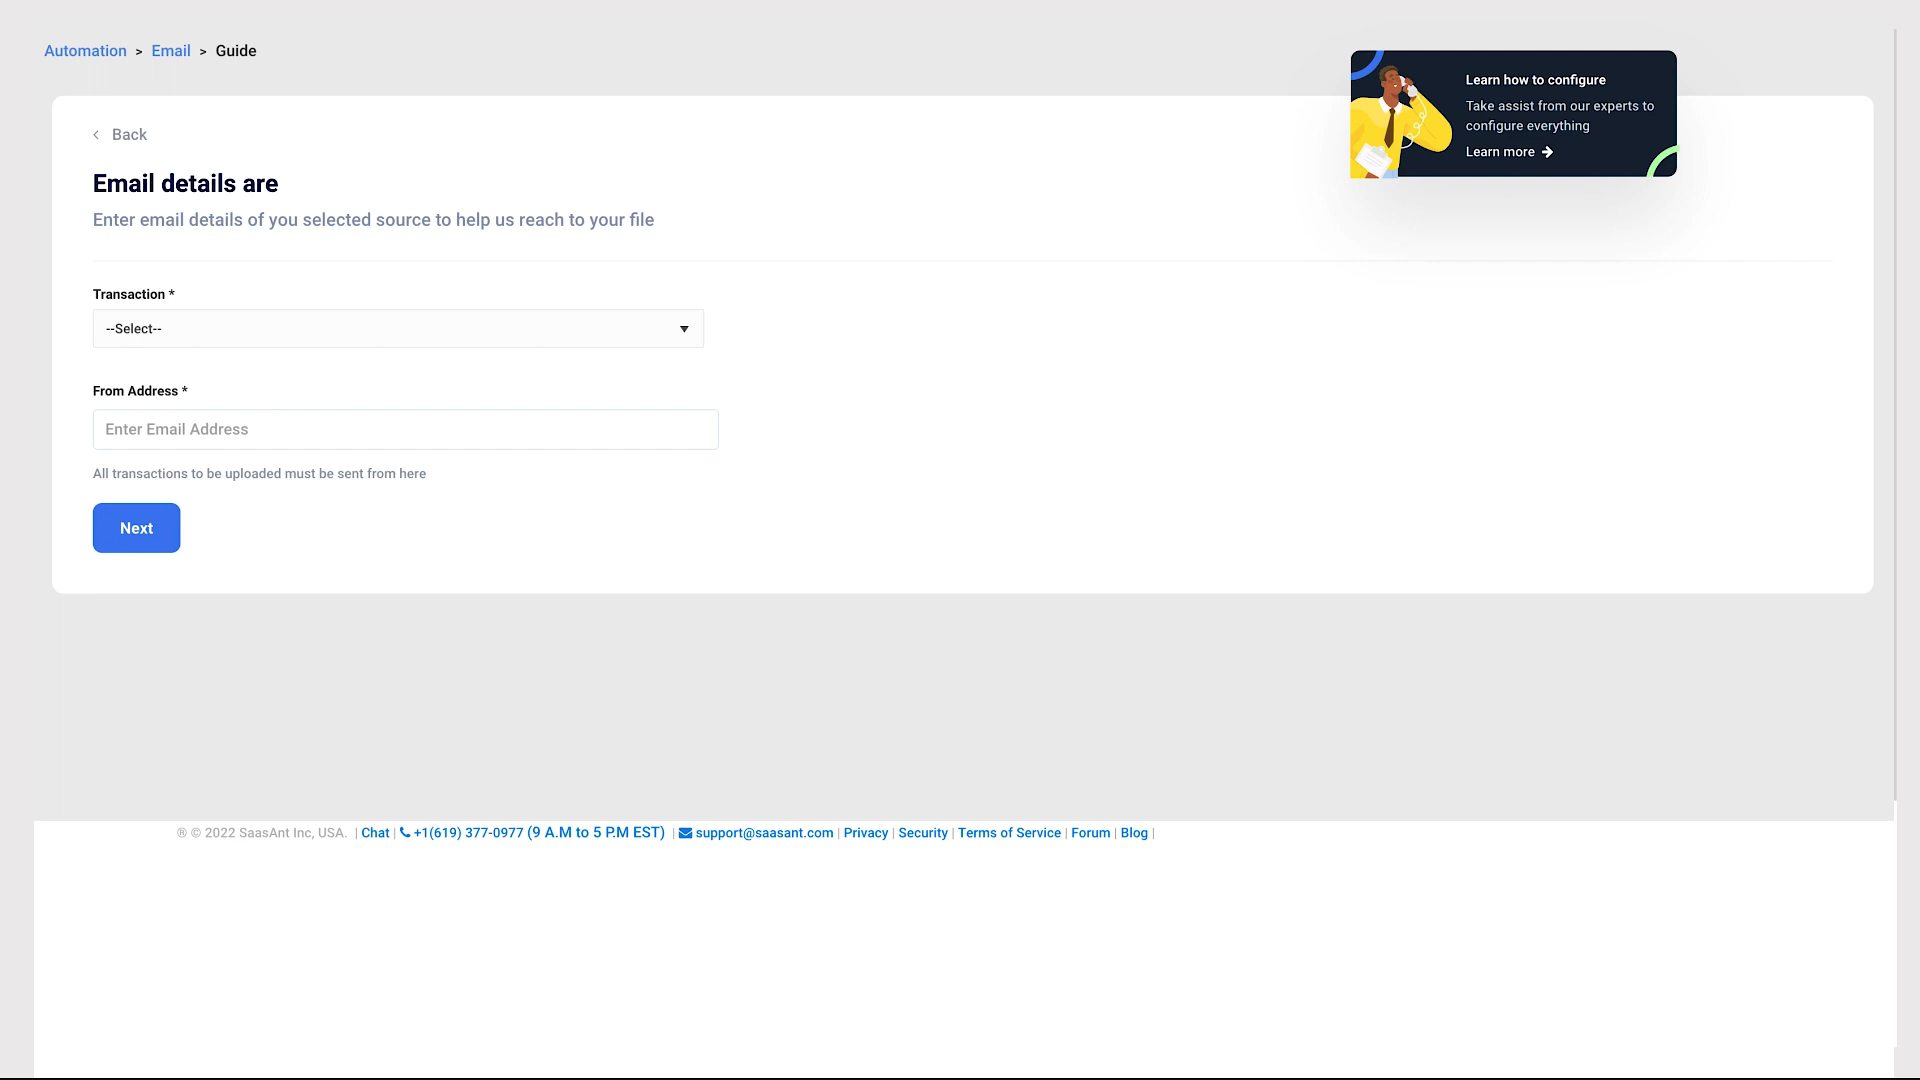 Automation > Email > Guide
Learn how to configure
Take assist from our experts to
configure everything
Learn more
Back
Email details are
Enter email details of you selected source to help us reach to your file
Transaction *
--Select--
From Address *
Enter Email Address
All transactions to be uploaded must be sent from here
Next
® © 2022 SaasAnt Inc, USA. | Chat | +1(619) 377-0977 (9 A.M to 5 P.M EST) | support@saasant.com | Privacy | Security | Terms of Service | Forum | Blog |